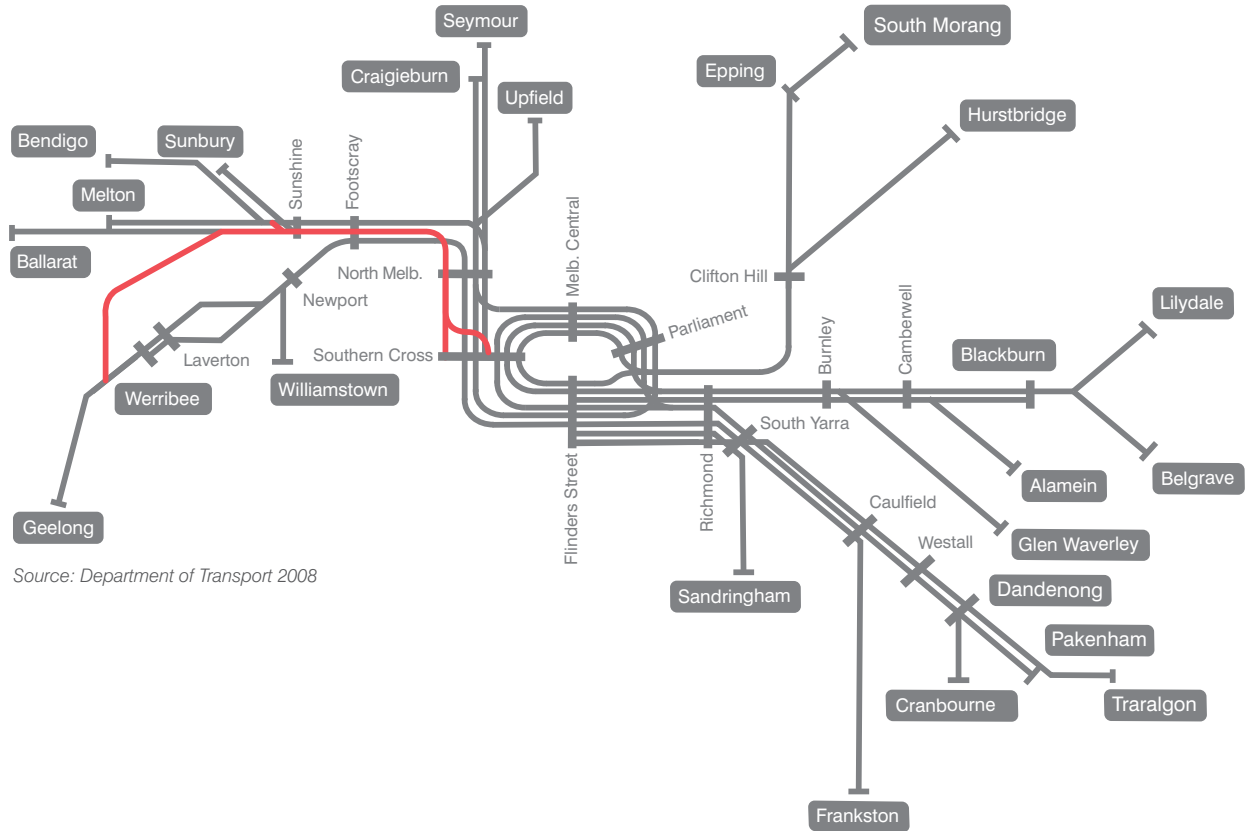 Seymour
South Morang
Craigieburn
Epping
Upfield
Hurstbridge
Bendigo
Sunbury
Sunshine
Footscray
Melton
Ballarat
North Melb.
Melb. Central
Clifton Hill
Newport
Parliament
Lilydale
Laverton
Southern Cross
Burnley
Camberwell
Blackburn
Werribee
Williamstown
South Yarra
Flinders Street
Richmond
Alamein
Belgrave
Geelong
Caulfield
Westall
Glen Waverley
Source: Department of Transport 2008
Sandringham
Dandenong
Pakenham
Cranbourne
Traralgon
Frankston